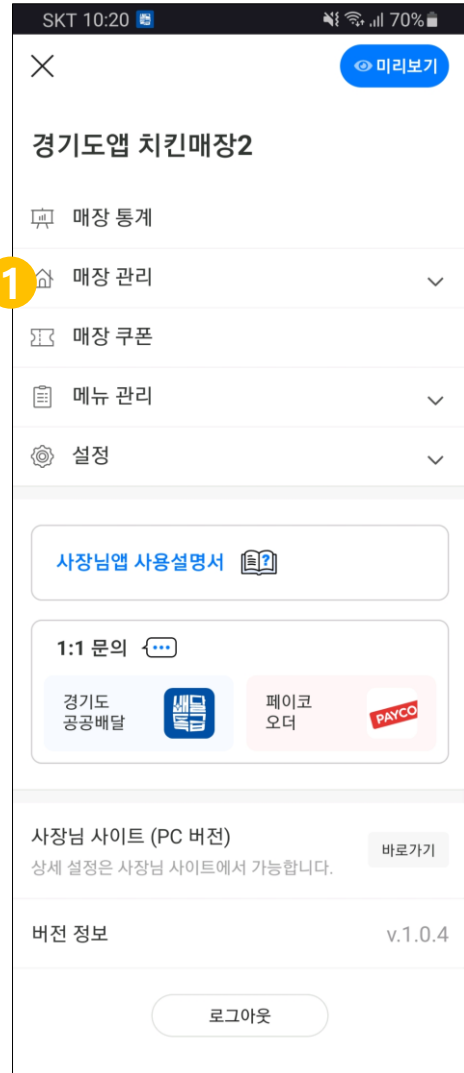 SKT 10:20 70%
미리보기
경기도앱 치킨매장2
매장 통계
1 매장 관리
매장 쿠폰
메뉴 관리
설정
사장님앱 사용설명서
1:1 문의
경기도
공공배달
배달
특급
페이코
오더
PAYCO
사장님 사이트 (PC 버전)
상세 설정은 사장님 사이트에서 가능합니다.
바로가기
버전 정보 v.1.0.4
로그아웃